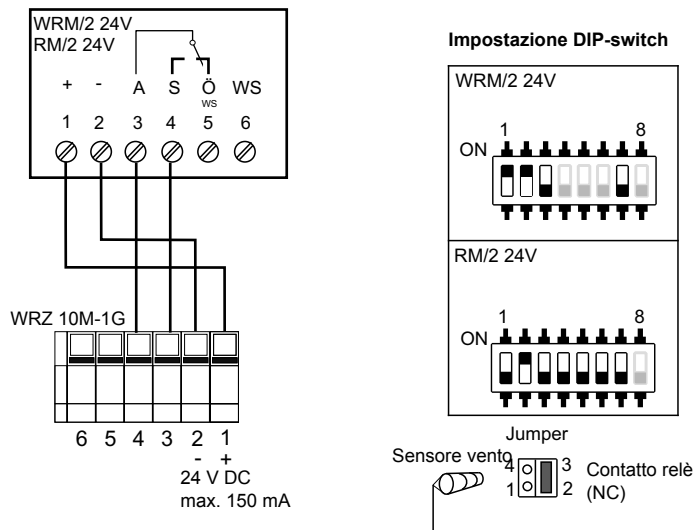 WRM/2 24V
RM/2 24V
+ - A S Ö WS
WS
1 2 3 4 5 6
WRZ 10M-1G
6 5 4 3 2 1
- +
24 V DC
max. 150 mA
Impostazione DIP-switch
WRM/2 24V
1 8
ON
RM/2 24V
1 8
ON
Jumper
Sensore vento
4 3
1 2
Contatto relè
(NC)